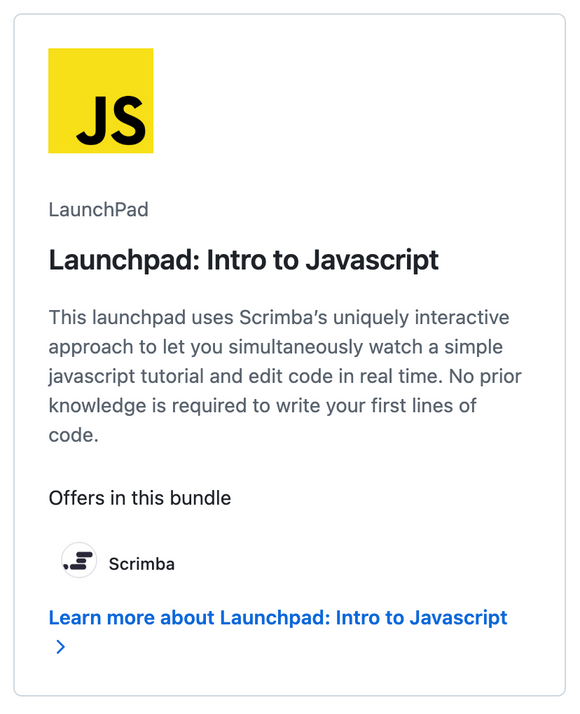 JS
LaunchPad
Launchpad: Intro to Javascript
This launchpad uses Scrimba’s uniquely interactive
approach to let you simultaneously watch a simple
javascript tutorial and edit code in real time. No prior
knowledge is required to write your first lines of
code.
Offers in this bundle
Scrimba
Learn more about Launchpad: Intro to Javascript